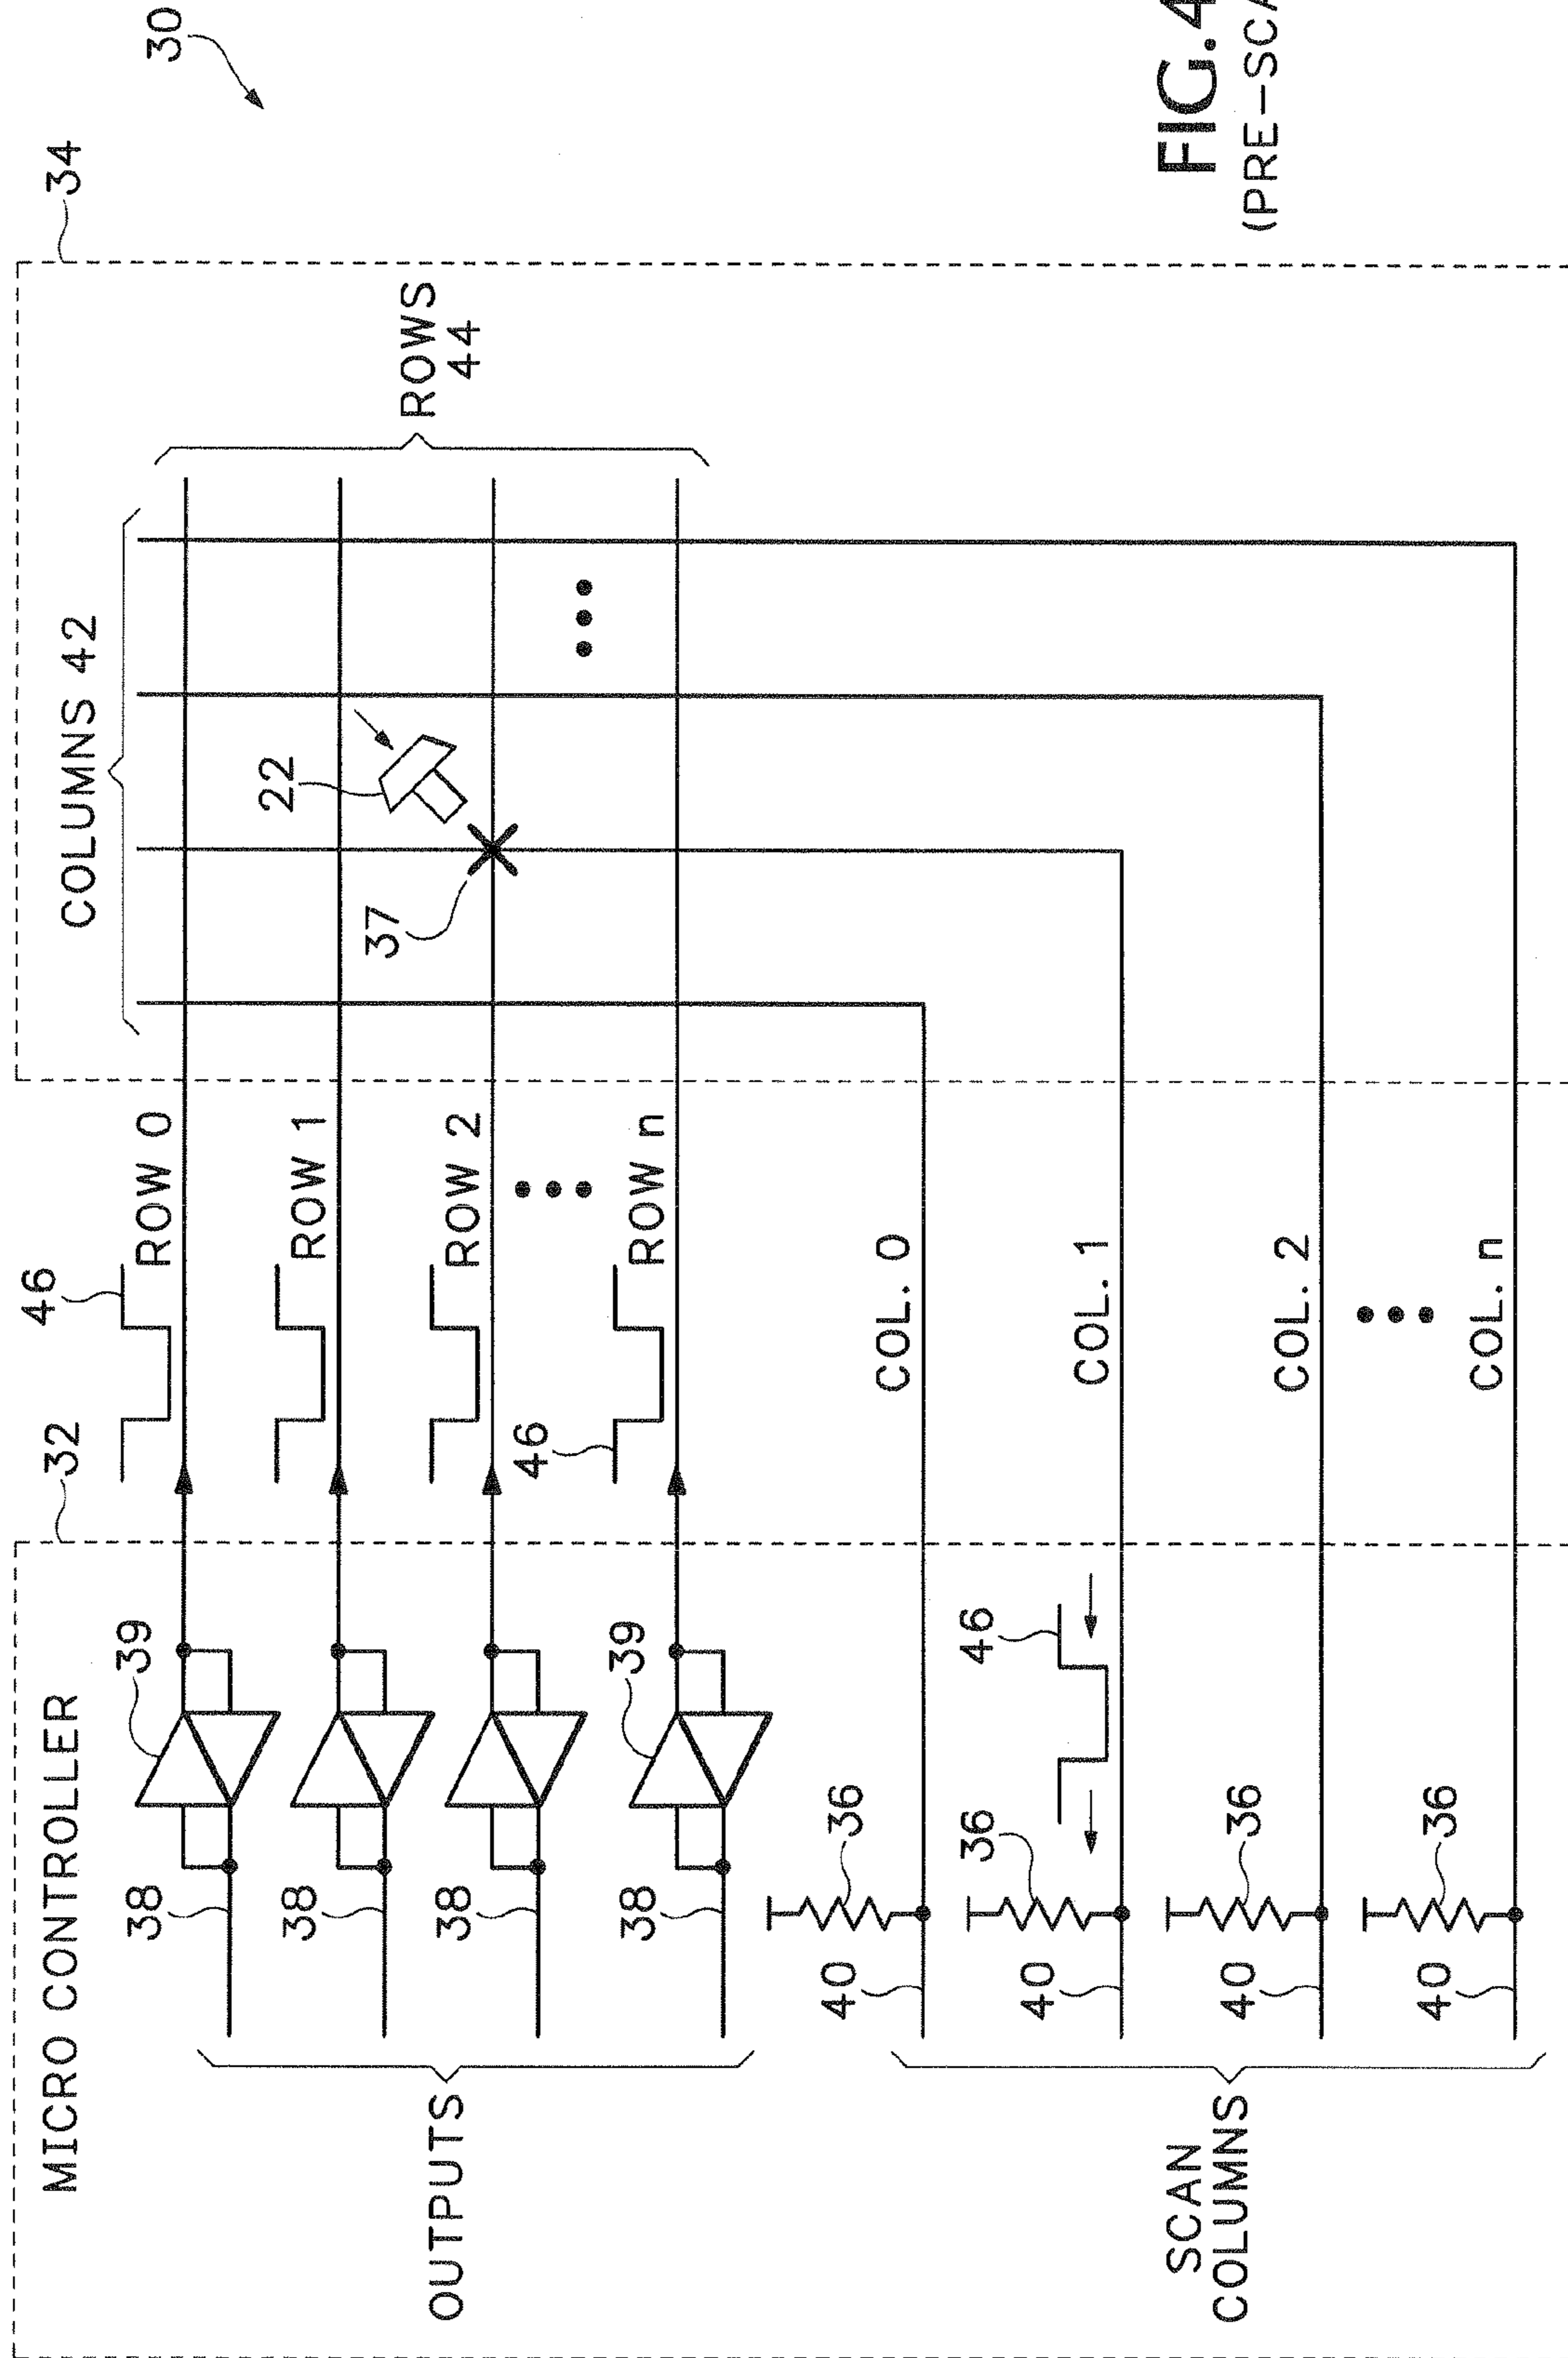 30
34
COLUMNS 42
ROWS
44
22
37
46
32
ROW 0
ROW 1
ROW 2
ROW n
46
COL. 0
COL. 1
COL. 2
COL. n
MICRO CONTROLLER
39
39
38
38
38
38
OUTPUTS
46
36
36
36
36
40
40
40
40
SCAN
COLUMNS
FIG.4
(PRE-SCA